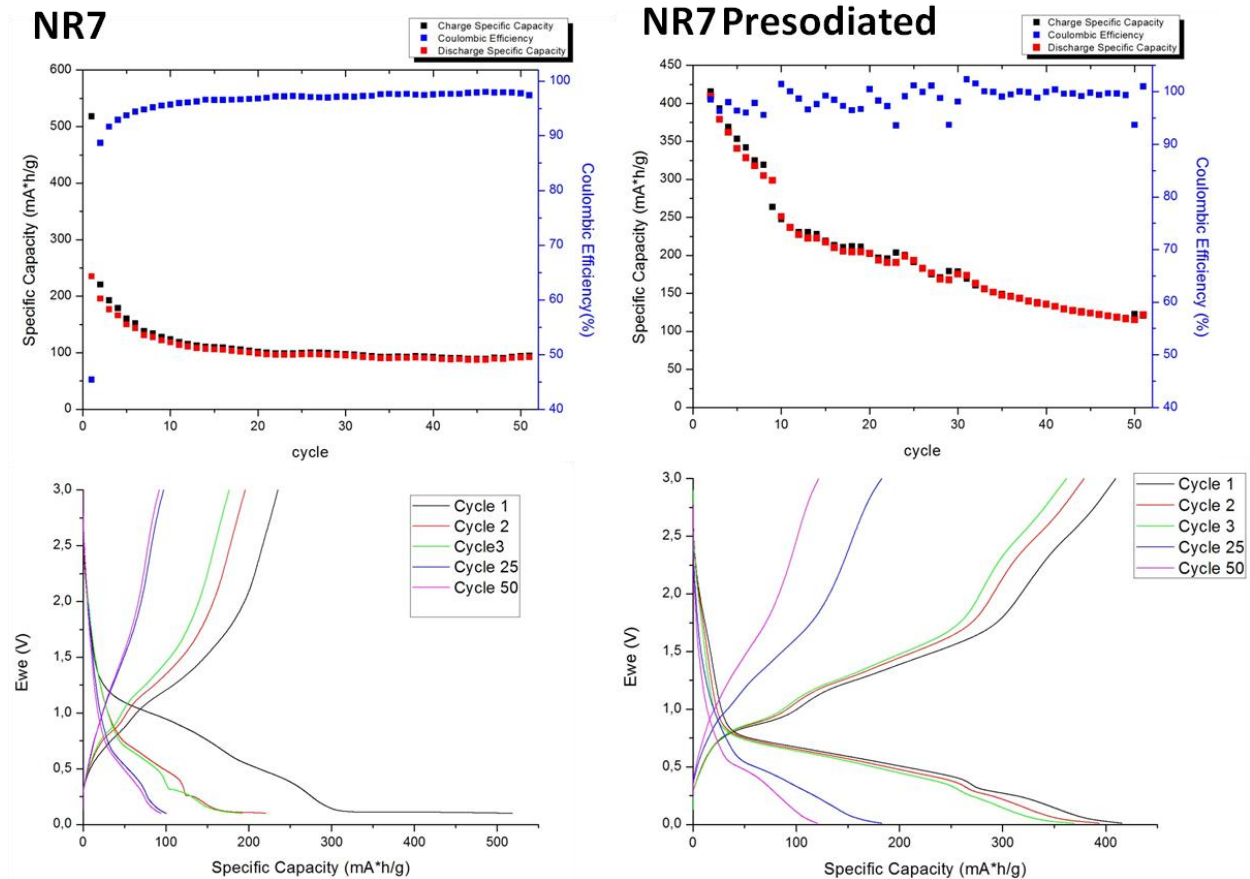 NR7
Charge Specific Capacity
Coulombic Efficiency
Discharge Specific Capacity
600
500
400
300
200
100
0
Specific Capacity (mA*h/g)
100
90
80
70
60
50
40
Coulombic Efficiency(%)
0 10 20 30 40 50
cycle
NR7 Presodiated
Charge Specific Capacity
Coulombic Efficiency
Discharge Specific Capacity
450
400
350
300
250
200
150
100
50
0
Specific Capacity (mA*h/g)
100
90
80
70
60
50
40
Coulombic Efficiency (%)
0 10 20 30 40 50
cycle
3,0
2,5
2,0
1,5
1,0
0,5
0,0
Ewe (V)
Cycle 1
Cycle 2
Cycle3
Cycle 25
Cycle 50
0 100 200 300 400 500
Specific Capacity (mA*h/g)
3,0
2,5
2,0
1,5
1,0
0,5
0,0
Ewe (V)
Cycle 1
Cycle 2
Cycle 3
Cycle 25
Cycle 50
0 100 200 300 400
Specific Capacity (mA*h/g)